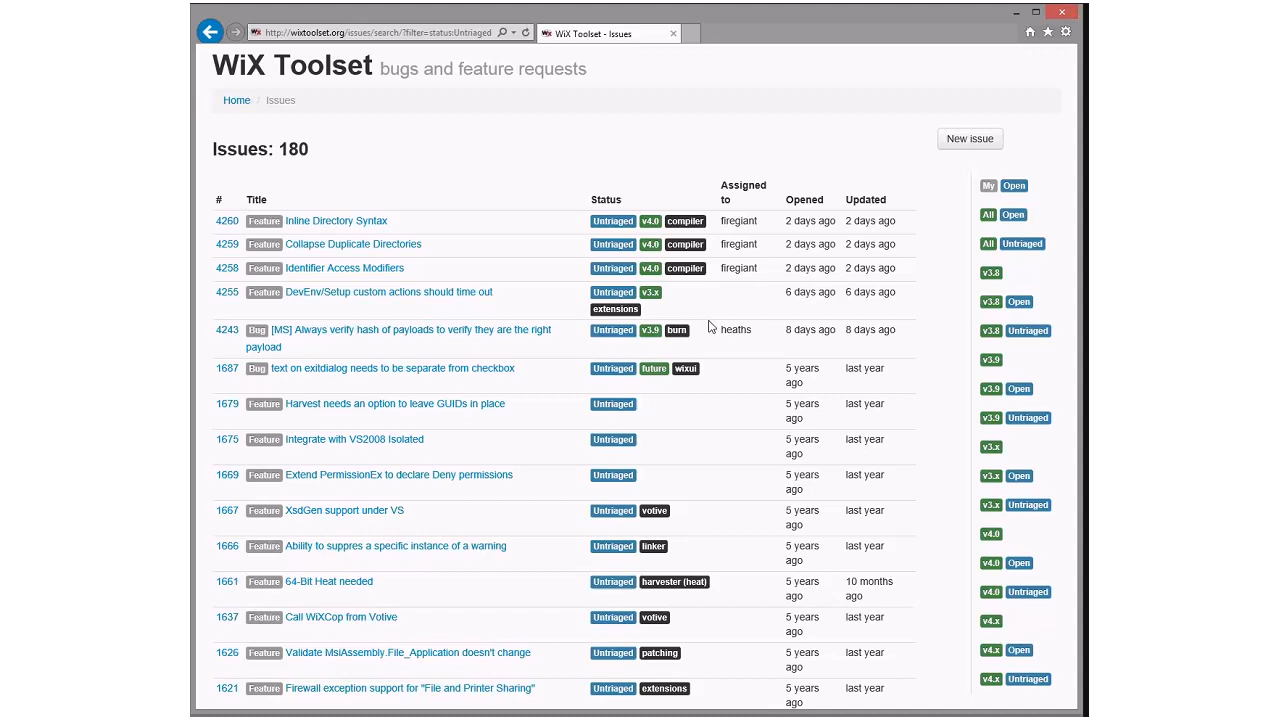 http://wixtoolset.org/issues/search/?filter=status:Untriaged
WiX Toolset - Issues
WiX Toolset bugs and feature requests
Home / Issues
New issue
Issues: 180
# Title Status Assigned to Opened Updated
4260 Feature Inline Directory Syntax Untriaged v4.0 compiler firegiant 2 days ago 2 days ago
4259 Feature Collapse Duplicate Directories Untriaged v4.0 compiler firegiant 2 days ago 2 days ago
4258 Feature Identifier Access Modifiers Untriaged v4.0 compiler firegiant 2 days ago 2 days ago
4255 Feature DevEnv/Setup custom actions should time out Untriaged v3.x 6 days ago 6 days ago
extensions
4243 Bug [MS] Always verify hash of payloads to verify they are the right Untriaged v3.9 burn heaths 8 days ago 8 days ago
payload
1687 Bug text on exitdialog needs to be separate from checkbox Untriaged future wixui 5 years last year
ago
1679 Feature Harvest needs an option to leave GUIDs in place Untriaged 5 years last year
ago
1675 Feature Integrate with VS2008 Isolated Untriaged 5 years last year
ago
1669 Feature Extend PermissionEx to declare Deny permissions Untriaged 5 years last year
ago
1667 Feature XsdGen support under VS Untriaged votive 5 years last year
ago
1666 Feature Ability to suppres a specific instance of a warning Untriaged linker 5 years last year
ago
1661 Feature 64-Bit Heat needed Untriaged harvester (heat) 5 years 10 months
ago ago
1637 Feature Call WiXCop from Votive Untriaged votive 5 years last year
ago
1626 Feature Validate MsiAssembly.File_Application doesn't change Untriaged patching 5 years last year
ago
1621 Feature Firewall exception support for "File and Printer Sharing" Untriaged extensions 5 years last year
ago
My Open
All Open
All Untriaged
v3.8
v3.8 Open
v3.8 Untriaged
v3.9
v3.9 Open
v3.9 Untriaged
v3.x
v3.x Open
v3.x Untriaged
v4.0
v4.0 Open
v4.0 Untriaged
v4.x
v4.x Open
v4.x Untriaged